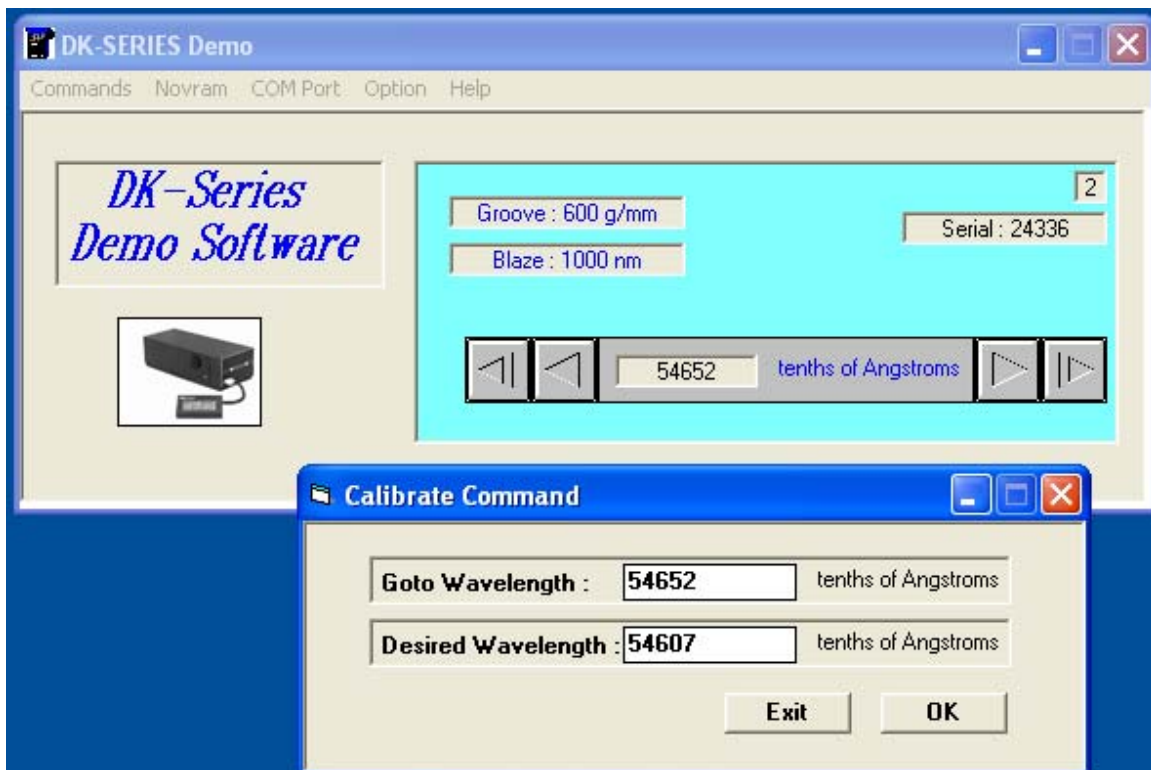 DK-SERIES Demo
Commands Novram COM Port Option Help
DK-Series
Demo Software
Groove : 600 g/mm
Blaze : 1000 nm
2
Serial : 24336
54652 tenths of Angstroms
Calibrate Command
Goto Wavelength : 54652 tenths of Angstroms
Desired Wavelength : 54607 tenths of Angstroms
Exit OK